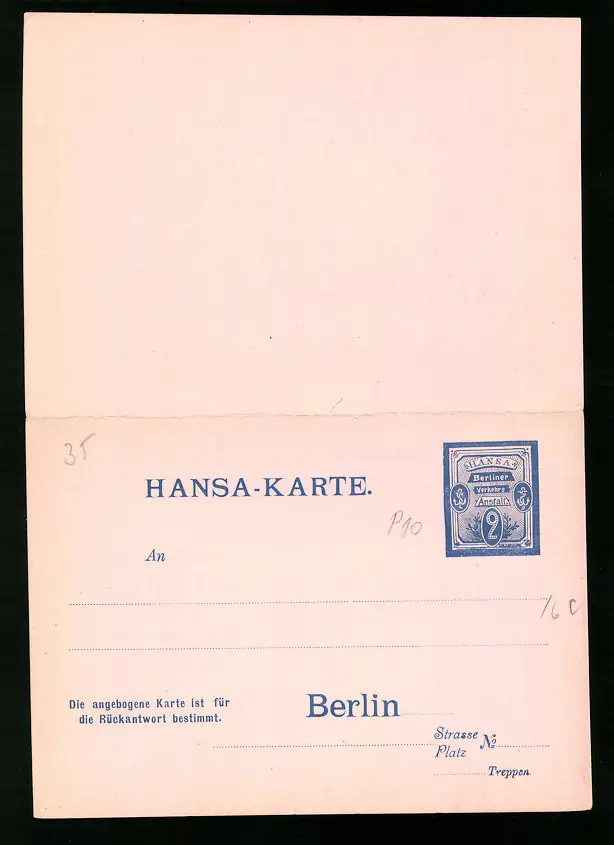 35
HANSA-KARTE.
HANSA
Berliner
Verkehrs
Anstalt
2
P10
An
/6 C
Die angebogene Karte ist für
die Rückantwort bestimmt.
Berlin
Strasse
Platz
No
Treppen.